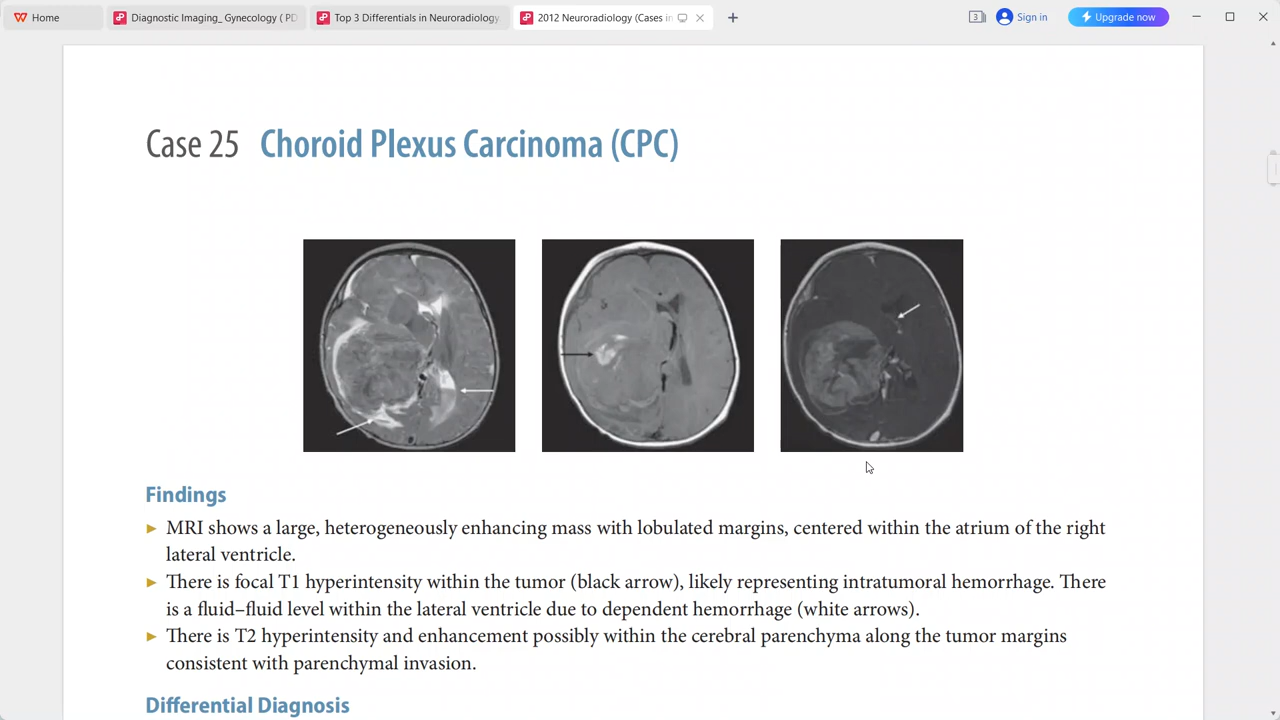 Home
Diagnostic Imaging_ Gynecology ( PD
Top 3 Differentials in Neuroradiology
2012 Neuroradiology (Cases in
3
Sign in
Upgrade now
Case 25 Choroid Plexus Carcinoma (CPC)
Findings
► MRI shows a large, heterogeneously enhancing mass with lobulated margins, centered within the atrium of the right
lateral ventricle.
► There is focal T1 hyperintensity within the tumor (black arrow), likely representing intratumoral hemorrhage. There
is a fluid–fluid level within the lateral ventricle due to dependent hemorrhage (white arrows).
► There is T2 hyperintensity and enhancement possibly within the cerebral parenchyma along the tumor margins
consistent with parenchymal invasion.
Differential Diagnosis